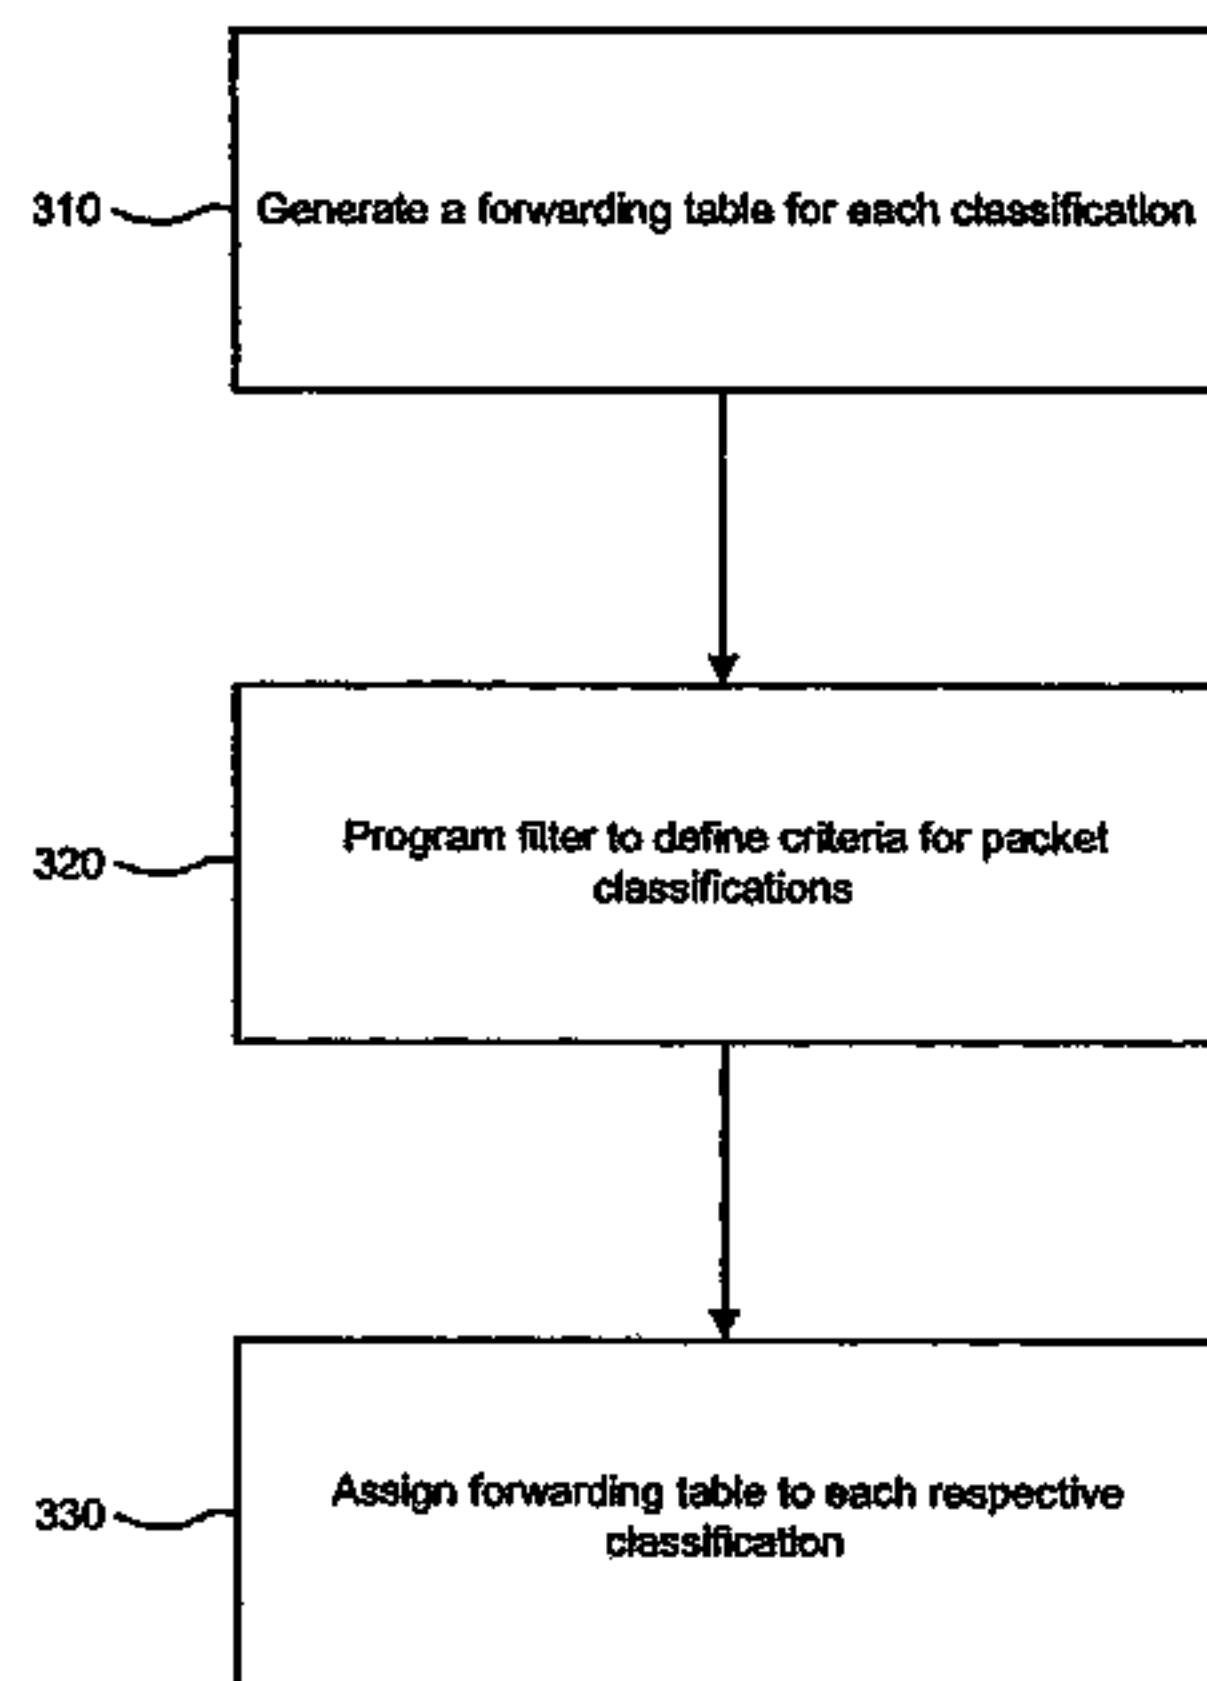 310 Generate a forwarding table for each classification
320 Program filter to define criteria for packet
classifications
330 Assign forwarding table to each respective
classification